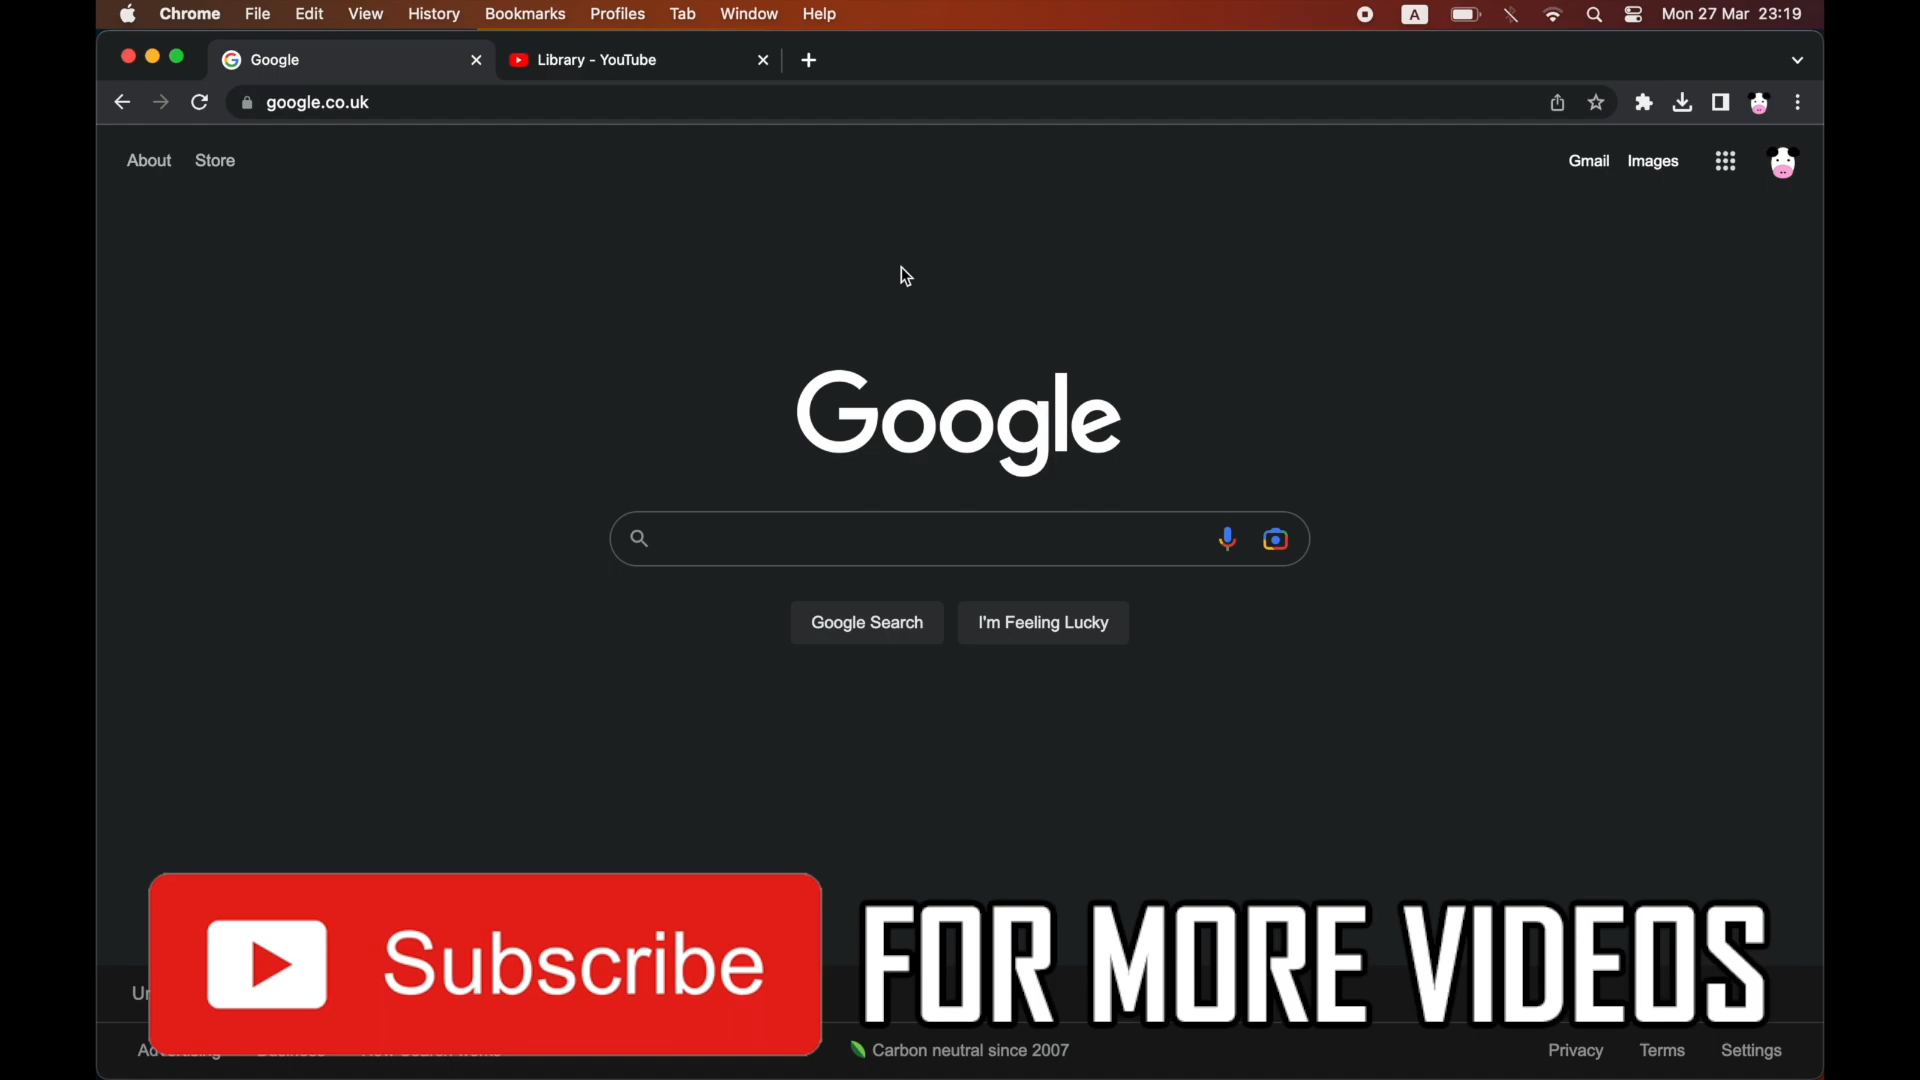 Chrome File Edit View History Bookmarks Profiles Tab Window Help A Mon 27 Mar 23:19
Google Library - YouTube
google.co.uk
About Store Gmail Images
Google
Google Search I'm Feeling Lucky
Subscribe FOR MORE VIDEOS
Carbon neutral since 2007 Privacy Terms Settings